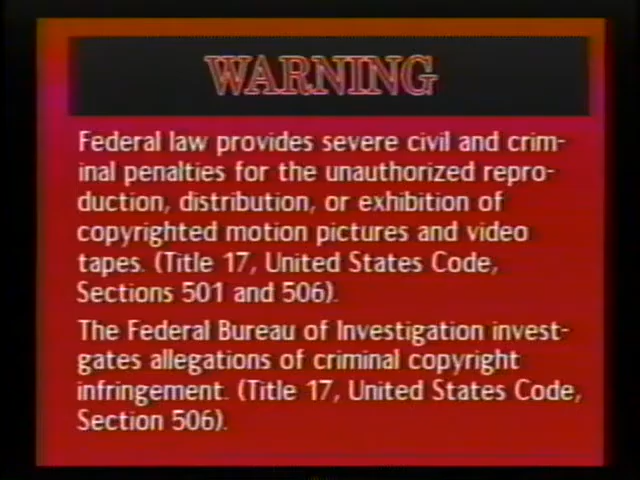 WARNING
Federal law provides severe civil and crim-
inal penalties for the unauthorized repro-
duction, distribution, or exhibition of
copyrighted motion pictures and video
tapes. (Title 17, United States Code,
Sections 501 and 506).
The Federal Bureau of Investigation invest-
gates allegations of criminal copyright
infringement. (Title 17, United States Code,
Section 506).